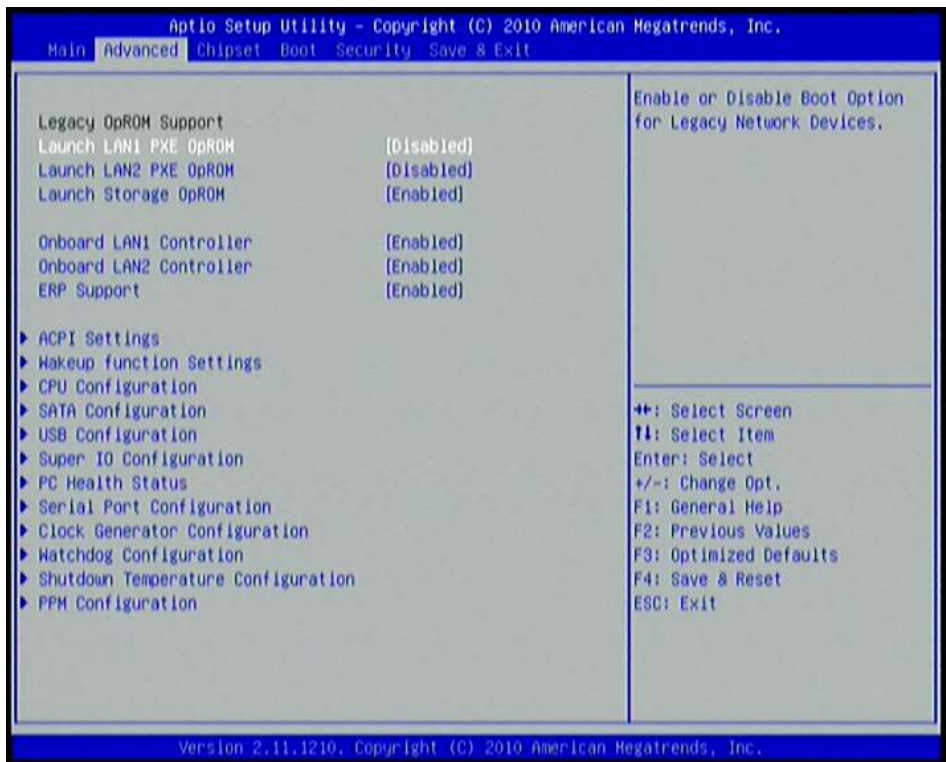 Aptio Setup Utility - Copyright (C) 2010 American Megatrends, Inc.
Main Advanced Chipset Boot Security Save & Exit
Legacy OpROM Support
Launch LAN1 PXE OpROM [Disabled]
Launch LAN2 PXE OpROM [Disabled]
Launch Storage OpROM [Enabled]
Onboard LAN1 Controller [Enabled]
Onboard LAN2 Controller [Enabled]
ERP Support [Enabled]
ACPI Settings
Wakeup function Settings
CPU Configuration
SATA Configuration
USB Configuration
Super IO Configuration
PC Health Status
Serial Port Configuration
Clock Generator Configuration
Watchdog Configuration
Shutdown Temperature Configuration
PPM Configuration
Enable or Disable Boot Option
for Legacy Network Devices.
→←: Select Screen
↑↓: Select Item
Enter: Select
+/-: Change Opt.
F1: General Help
F2: Previous Values
F3: Optimized Defaults
F4: Save & Reset
ESC: Exit
Version 2.11.1210. Copyright (C) 2010 American Megatrends, Inc.